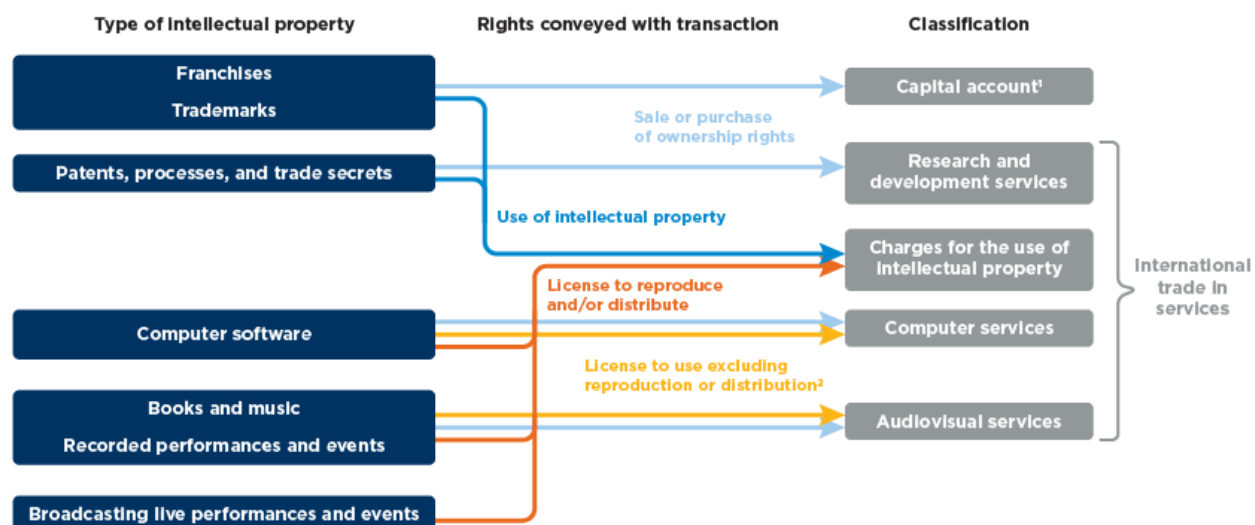 Type of intellectual property
Rights conveyed with transaction
Classification
Franchises
Trademarks
Capital account¹
Sale or purchase
of ownership rights
Patents, processes, and trade secrets
Research and
development services
Use of intellectual property
Charges for the use of
intellectual property
International
trade in
services
License to reproduce
and/or distribute
Computer software
Computer services
License to use excluding
reproduction or distribution²
Books and music
Recorded performances and events
Audiovisual services
Broadcasting live performances and events